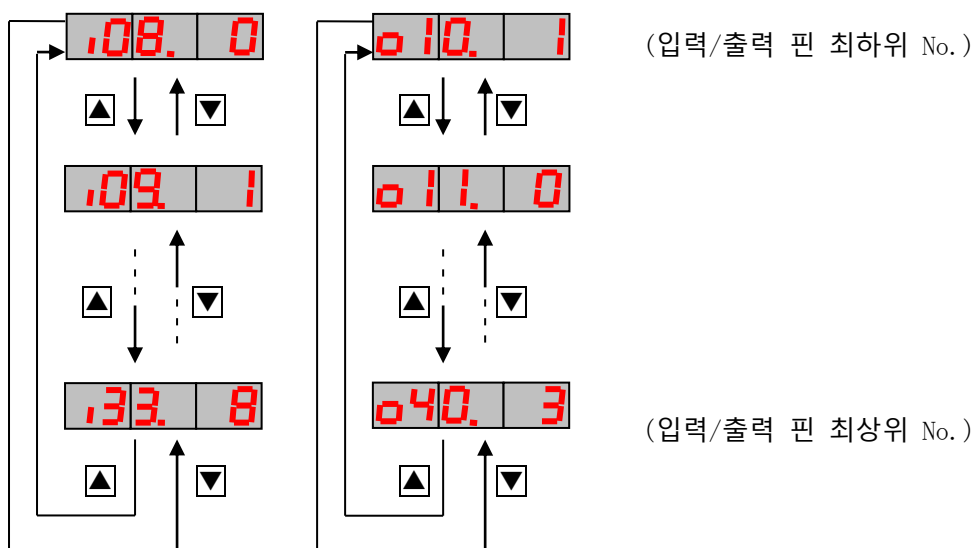 i08. 0 o10. 1 (입력/출력 핀 최하위 No.)
▲ ▼ ▲ ▼
i09. 1 o11. 0
▲ ▼ ▲ ▼
i33. 8 o40. 3 (입력/출력 핀 최상위 No.)
▲ ▼ ▲ ▼